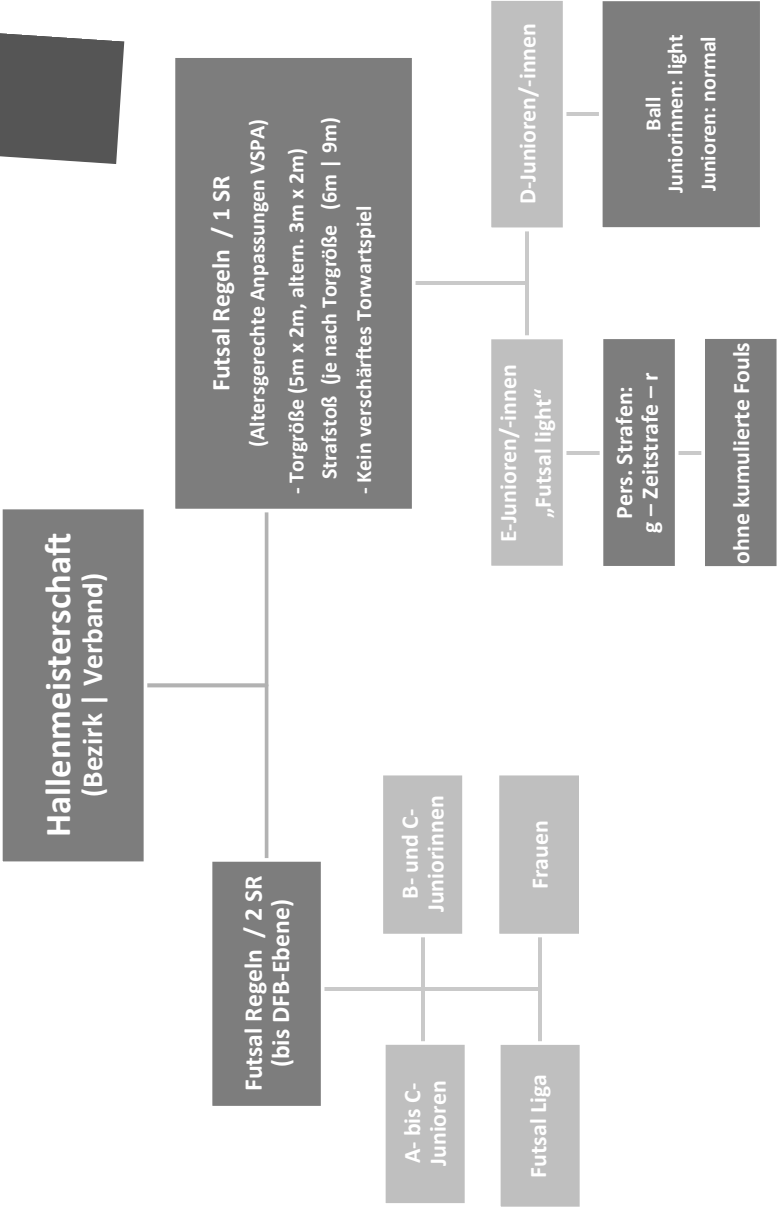 Hallenmeisterschaft
(Bezirk | Verband)
Futsal Regeln / 2 SR
(bis DFB-Ebene)
A- bis C-
Junioren
B- und C-
Juniorinnen
Futsal Liga
Frauen
Futsal Regeln / 1 SR
(Altersgerechte Anpassungen VSPA)
- Torgröße (5m x 2m, altern. 3m x 2m)
Strafstoß (je nach Torgröße (6m | 9m)
- Kein verschärftes Torwartspiel
E-Junioren/-innen
„Futsal light“
Pers. Strafen:
g – Zeitstrafe – r
ohne kumulierte Fouls
D-Junioren/-innen
Ball
Juniorinnen: light
Junioren: normal